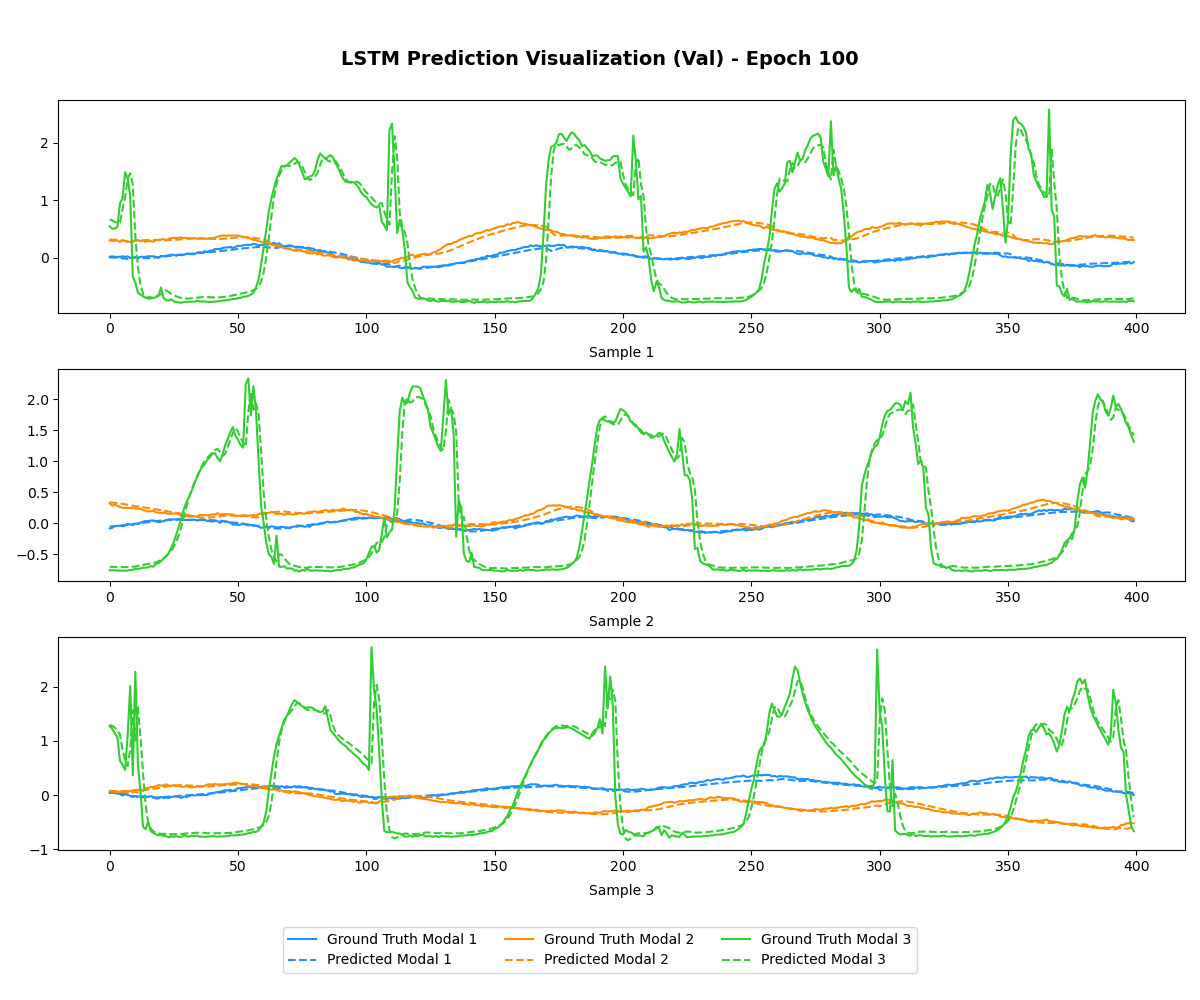 LSTM Prediction Visualization (Val) - Epoch 100
2
1
0
0 50 100 150 200 250 300 350 400
Sample 1
2.0
1.5
1.0
0.5
0.0
−0.5
0 50 100 150 200 250 300 350 400
Sample 2
2
1
0
−1
0 50 100 150 200 250 300 350 400
Sample 3
Ground Truth Modal 1 Ground Truth Modal 2 Ground Truth Modal 3
Predicted Modal 1 Predicted Modal 2 Predicted Modal 3